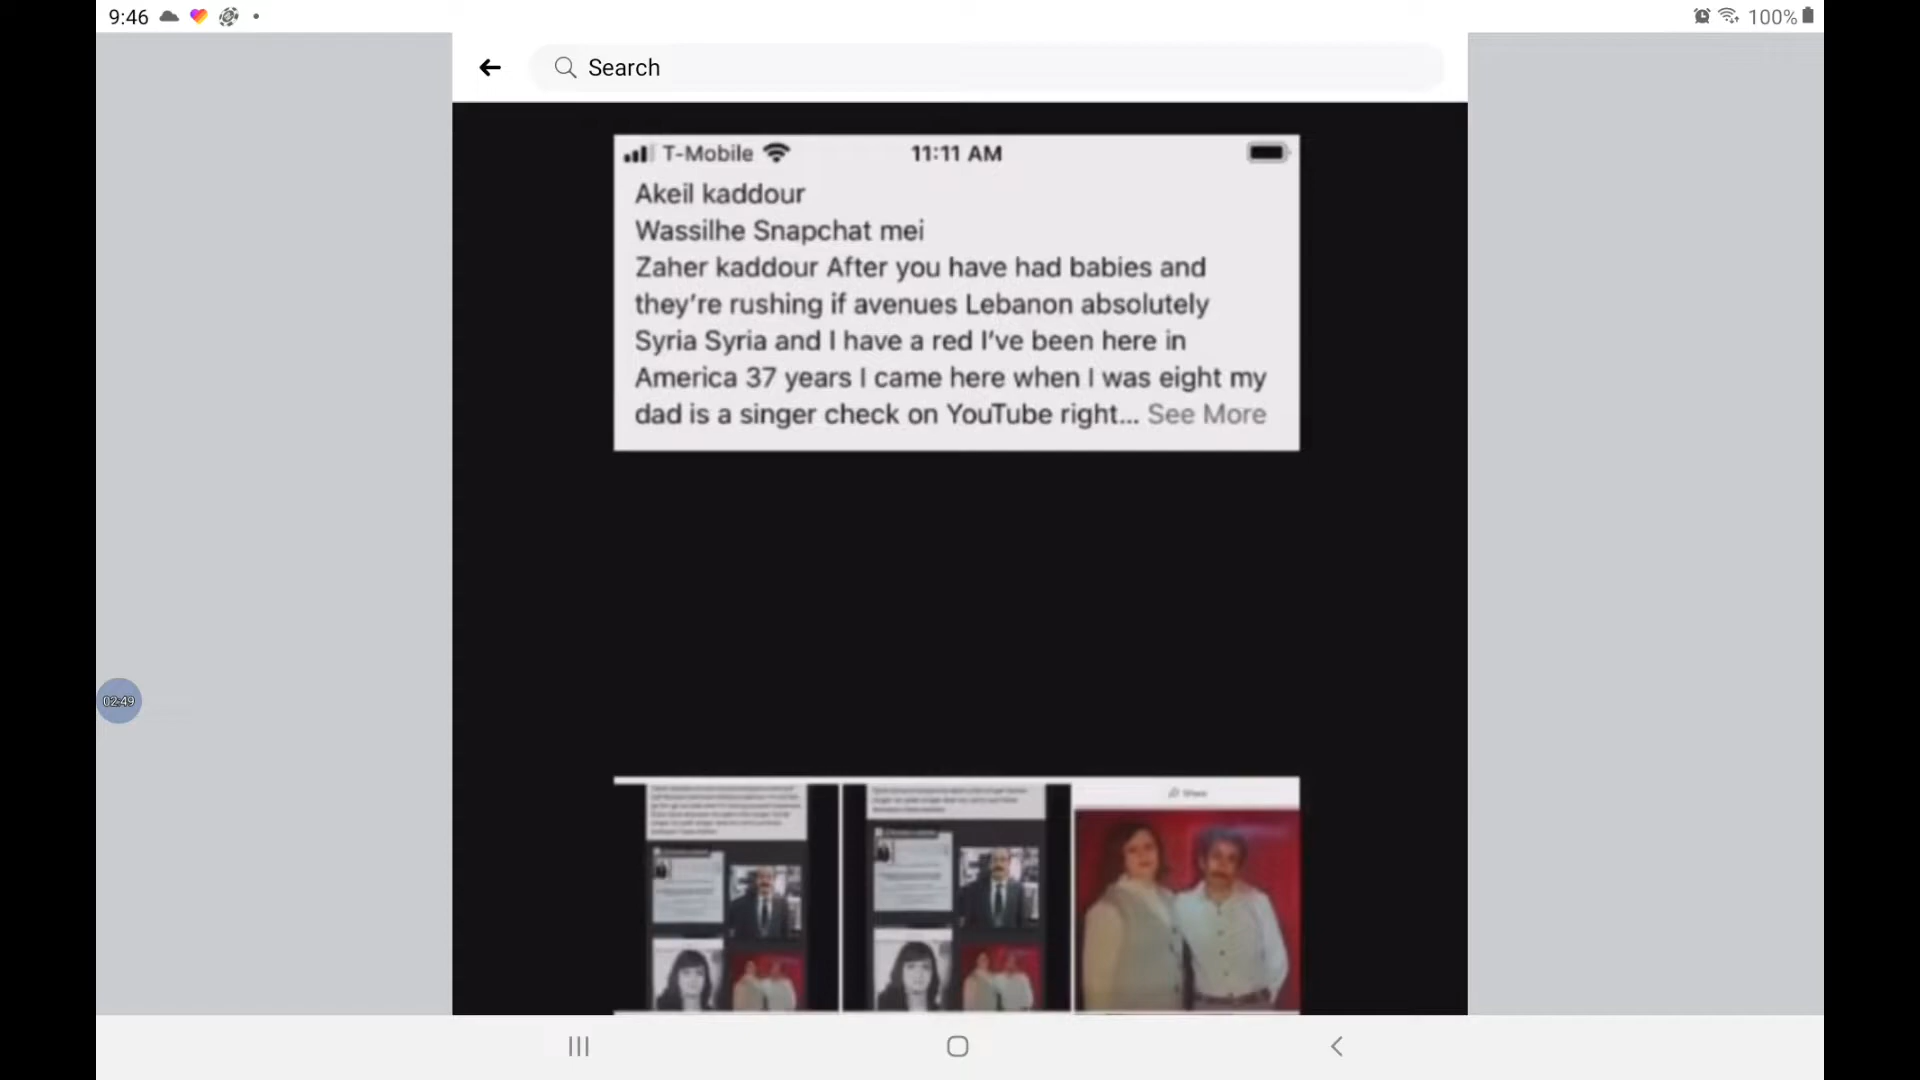 9:46
100%
Search
T-Mobile 11:11 AM
Akeil kaddour
Wassilhe Snapchat mei
Zaher kaddour After you have had babies and
they're rushing if avenues Lebanon absolutely
Syria Syria and I have a red I've been here in
America 37 years I came here when I was eight my
dad is a singer check on YouTube right... See More
02:49
Share